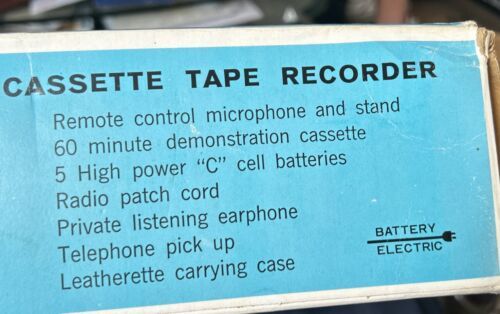 CASSETTE TAPE RECORDER
Remote control microphone and stand
60 minute demonstration cassette
5 High power “C” cell batteries
Radio patch cord
Private listening earphone
Telephone pick up
Leatherette carrying case
BATTERY
ELECTRIC